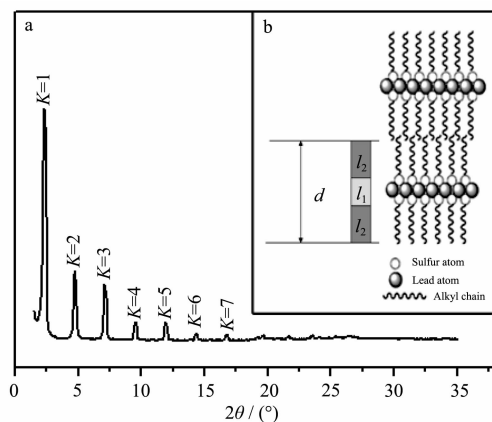 a
b
K=1
K=2
K=3
K=4
K=5
K=6
K=7
d
l₂
l₁
l₂
Sulfur atom
Lead atom
Alkyl chain
0 5 10 15 20 25 30 35
2θ / (°)